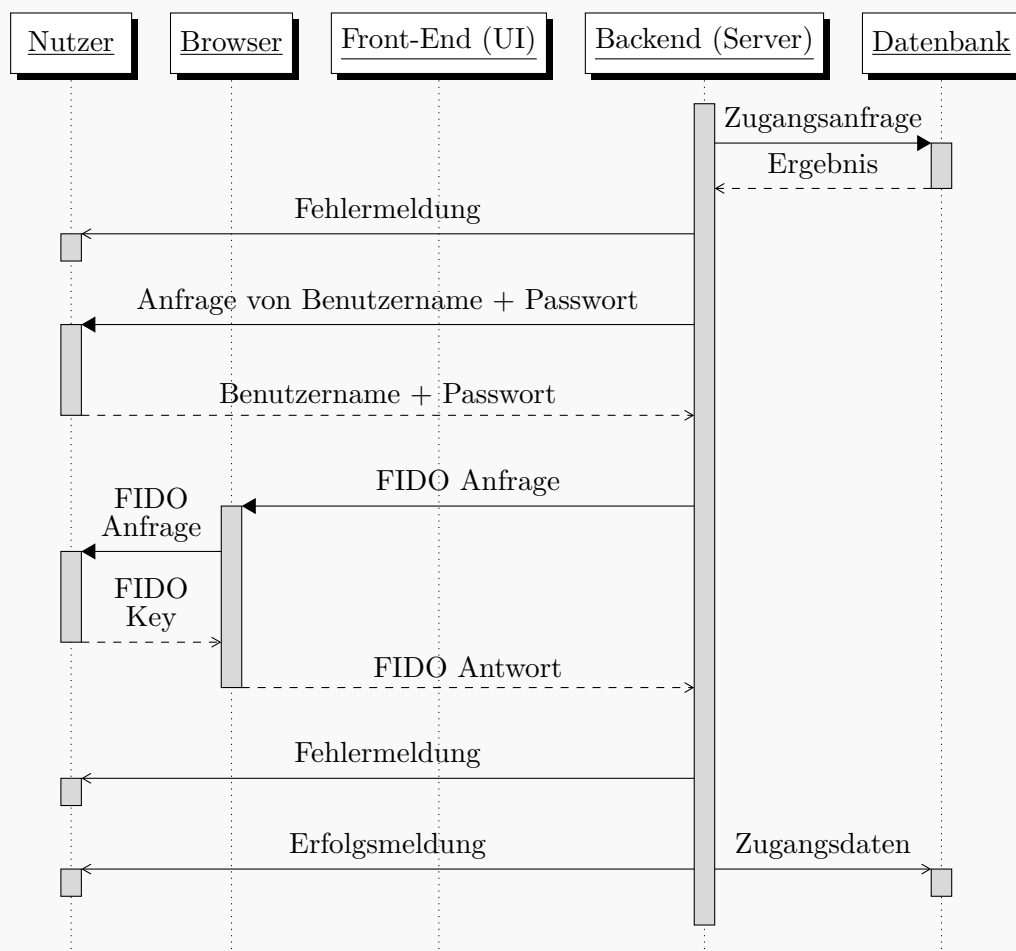 Nutzer
Browser
Front-End (UI)
Backend (Server)
Datenbank
Zugangsanfrage
Ergebnis
Fehlermeldung
Anfrage von Benutzername + Passwort
Benutzername + Passwort
FIDO Anfrage
FIDO
Anfrage
FIDO
Key
FIDO Antwort
Fehlermeldung
Erfolgsmeldung
Zugangsdaten